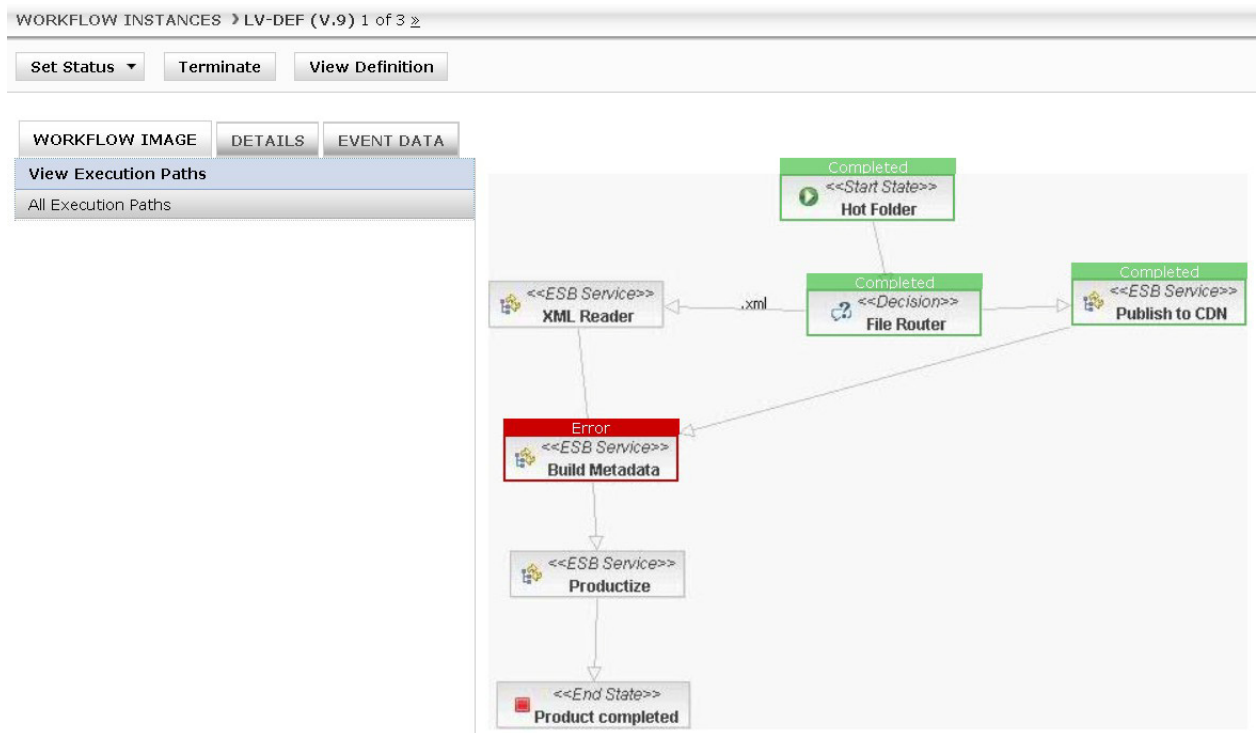 WORKFLOW INSTANCES > LV-DEF (V.9) 1 of 3 »
Set Status ▼ Terminate View Definition
WORKFLOW IMAGE DETAILS EVENT DATA
View Execution Paths
All Execution Paths
Completed
<<Start State>>
Hot Folder
Completed
<<Decision>>
File Router
.xml
<<ESB Service>>
XML Reader
Completed
<<ESB Service>>
Publish to CDN
Error
<<ESB Service>>
Build Metadata
<<ESB Service>>
Productize
<<End State>>
Product completed